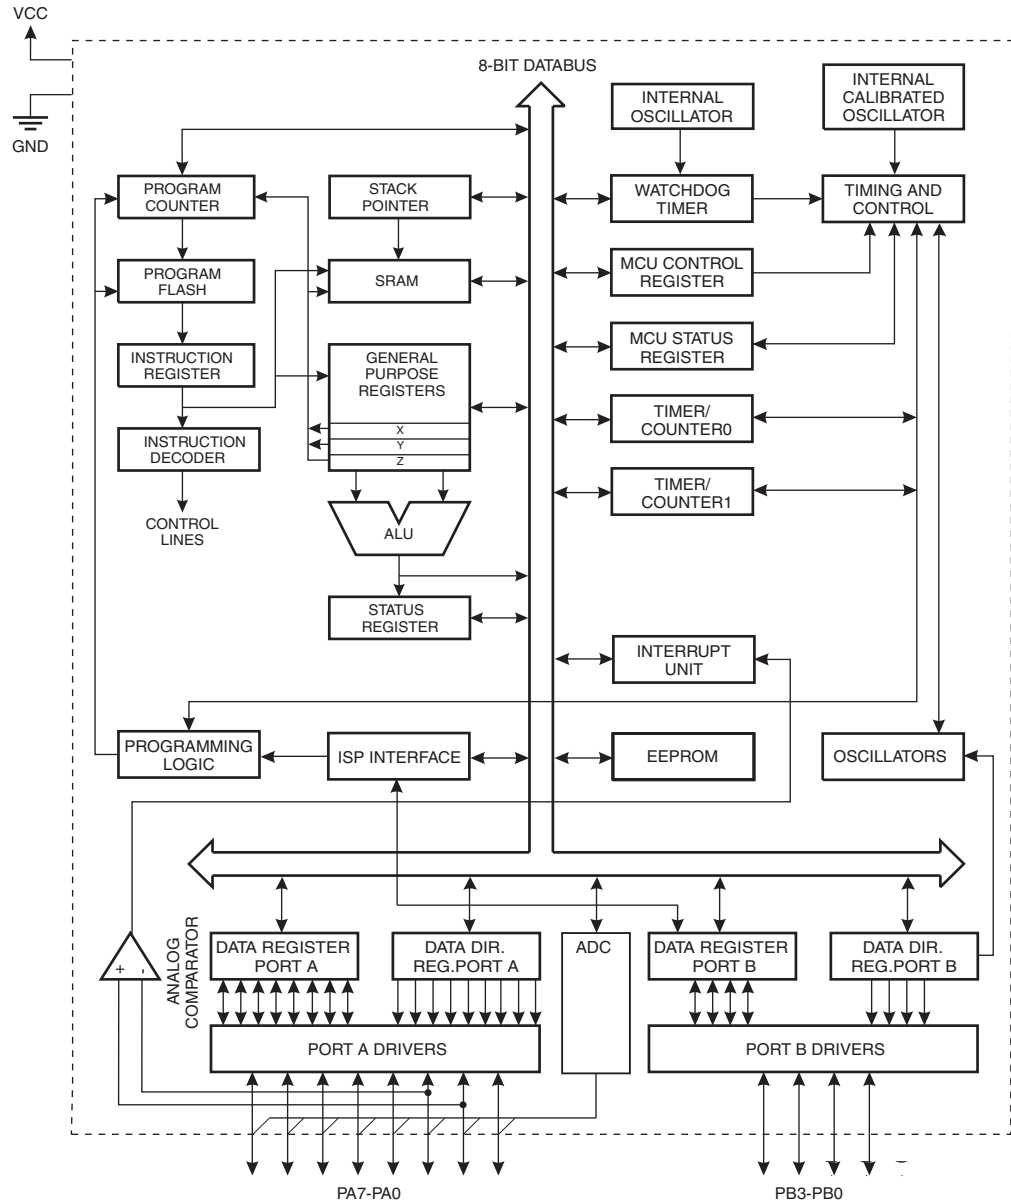 VCC
GND
8-BIT DATABUS
INTERNAL
OSCILLATOR
INTERNAL
CALIBRATED
OSCILLATOR
PROGRAM
COUNTER
STACK
POINTER
WATCHDOG
TIMER
TIMING AND
CONTROL
PROGRAM
FLASH
SRAM
MCU CONTROL
REGISTER
INSTRUCTION
REGISTER
GENERAL
PURPOSE
REGISTERS
X
Y
Z
MCU STATUS
REGISTER
INSTRUCTION
DECODER
TIMER/
COUNTER0
CONTROL
LINES
ALU
TIMER/
COUNTER1
STATUS
REGISTER
INTERRUPT
UNIT
PROGRAMMING
LOGIC
ISP INTERFACE
EEPROM
OSCILLATORS
ANALOG
COMPARATOR
+
-
DATA REGISTER
PORT A
DATA DIR.
REG.PORT A
ADC
DATA REGISTER
PORT B
DATA DIR.
REG.PORT B
PORT A DRIVERS
PORT B DRIVERS
PA7-PA0
PB3-PB0